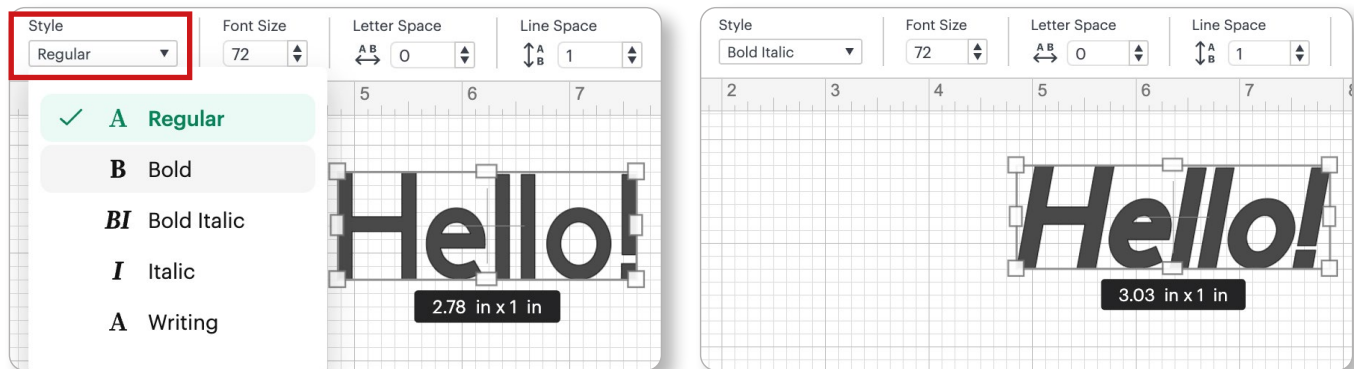 Style Font Size Letter Space Line Space
Regular 72 A B 0 A B 1
5 6 7
A Regular
B Bold
BI Bold Italic
I Italic
A Writing
Hello!
2.78 in x 1 in
Style Font Size Letter Space Line Space
Bold Italic 72 A B 0 A B 1
2 3 4 5 6 7 8
Hello!
3.03 in x 1 in